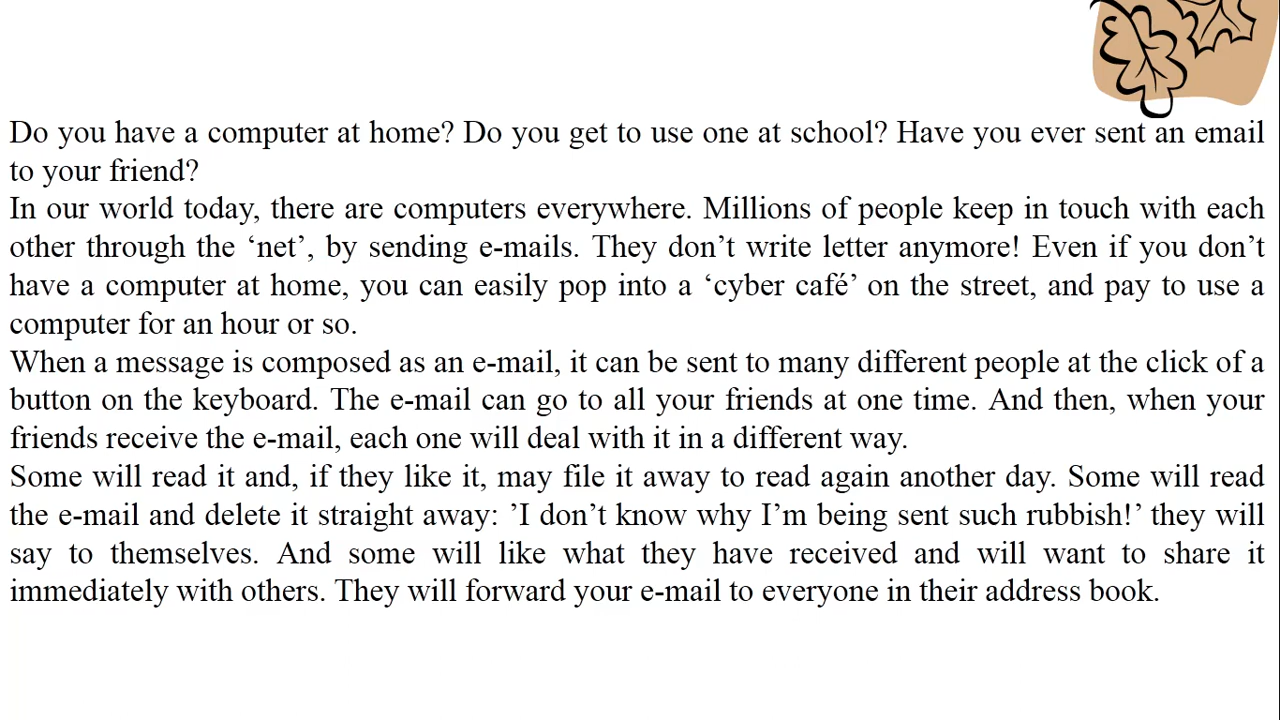 Do you have a computer at home? Do you get to use one at school? Have you ever sent an email
to your friend?
In our world today, there are computers everywhere. Millions of people keep in touch with each
other through the ‘net’, by sending e-mails. They don’t write letter anymore! Even if you don’t
have a computer at home, you can easily pop into a ‘cyber café’ on the street, and pay to use a
computer for an hour or so.
When a message is composed as an e-mail, it can be sent to many different people at the click of a
button on the keyboard. The e-mail can go to all your friends at one time. And then, when your
friends receive the e-mail, each one will deal with it in a different way.
Some will read it and, if they like it, may file it away to read again another day. Some will read
the e-mail and delete it straight away: ’I don’t know why I’m being sent such rubbish!’ they will
say to themselves. And some will like what they have received and will want to share it
immediately with others. They will forward your e-mail to everyone in their address book.